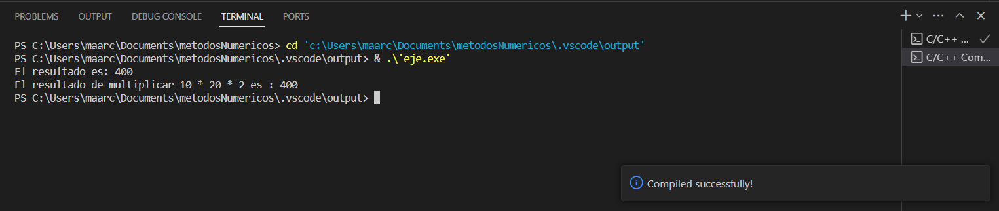 PROBLEMS OUTPUT DEBUG CONSOLE TERMINAL PORTS
PS C:\Users\maarc\Documents\metodosNumericos> cd 'c:\Users\maarc\Documents\metodosNumericos\.vscode\output'
PS C:\Users\maarc\Documents\metodosNumericos\.vscode\output> & .\'eje.exe'
El resultado es: 400
El resultado de multiplicar 10 * 20 * 2 es : 400
PS C:\Users\maarc\Documents\metodosNumericos\.vscode\output>
C/C++ ...
C/C++ Com...
Compiled successfully!